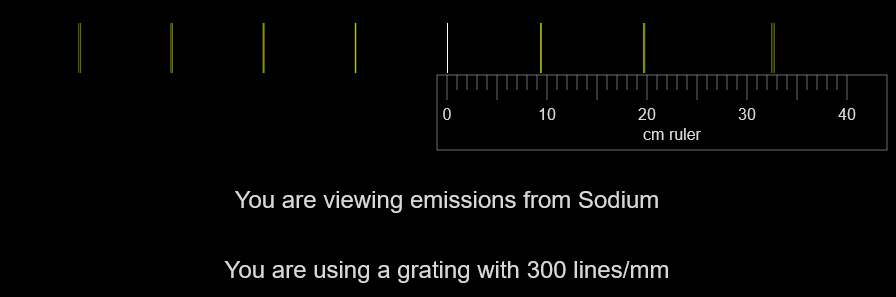 0 10 20 30 40
cm ruler
You are viewing emissions from Sodium
You are using a grating with 300 lines/mm